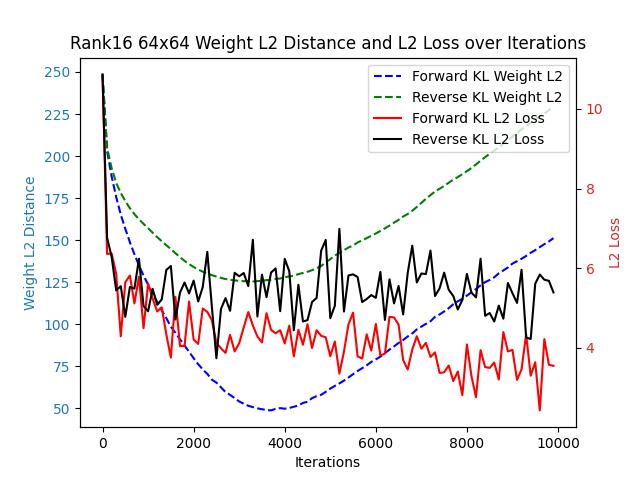 Rank16 64x64 Weight L2 Distance and L2 Loss over Iterations
Forward KL Weight L2
Reverse KL Weight L2
Forward KL L2 Loss
Reverse KL L2 Loss
Weight L2 Distance
250
225
200
175
150
125
100
75
50
L2 Loss
10
8
6
4
0 2000 4000 6000 8000 10000
Iterations